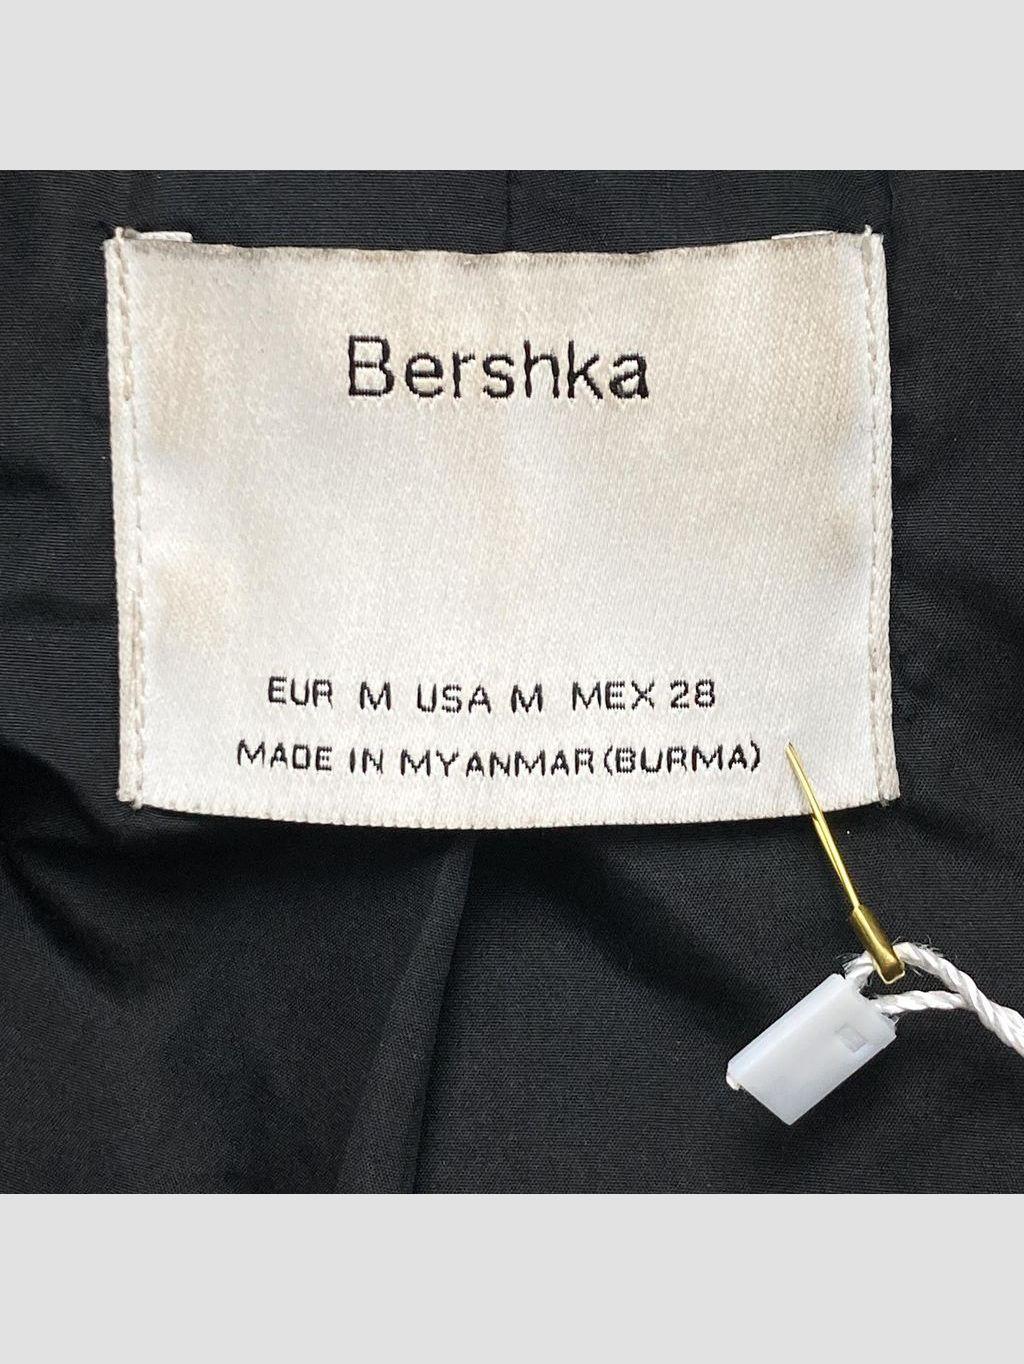 Bershka
EUR M USA M MEX 28
MADE IN MYANMAR(BURMA)